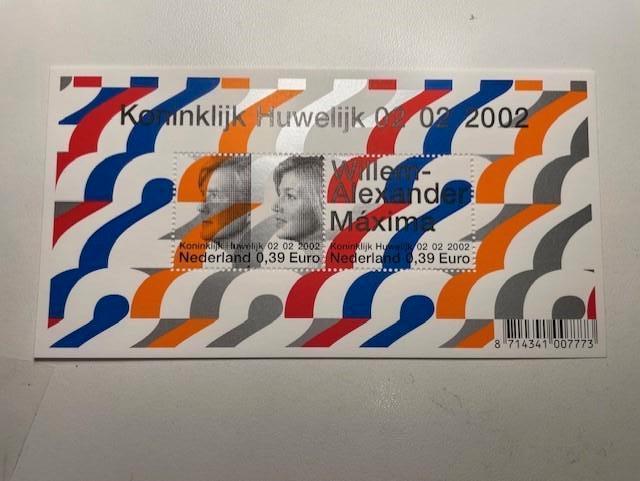 Koninklijk Huwelijk 02 02 2002
Willem-
Alexander
Máxima
Koninklijk Huwelijk 02 02 2002
Nederland 0,39 Euro
Koninklijk Huwelijk 02 02 2002
Nederland 0,39 Euro
8 714341 007773